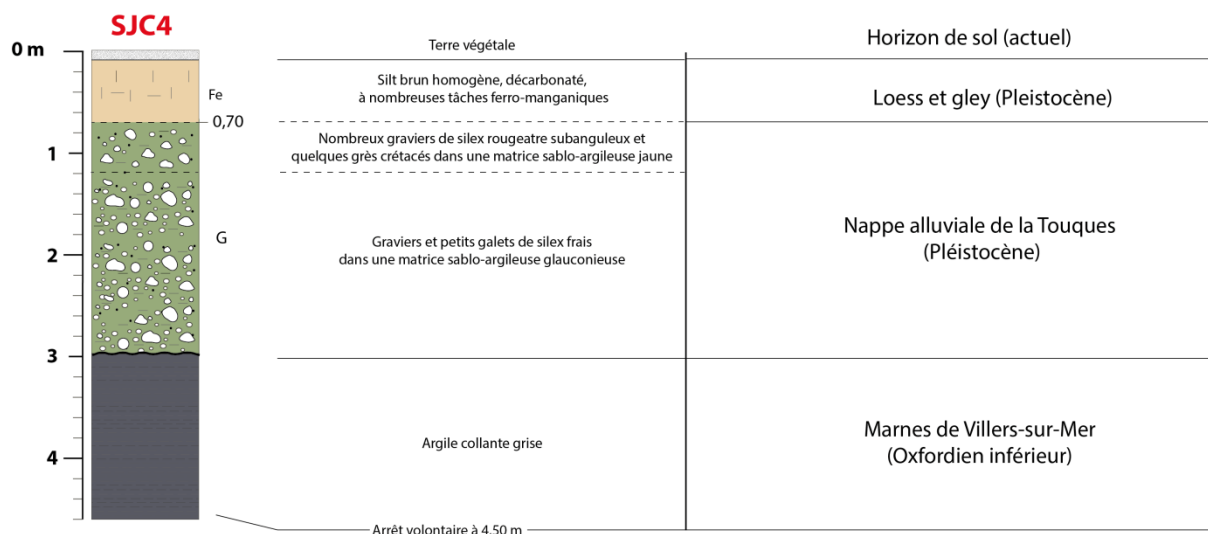 SJC4
0 m
Terre végétale
Horizon de sol (actuel)
Silt brun homogène, décarbonaté,
à nombreuses tâches ferro-manganiques
Fe
Loess et gley (Pleistocène)
0,70
Nombreux graviers de silex rougeatre subanguleux et
quelques grès crétacés dans une matrice sablo-argileuse jaune
1
G
Graviers et petits galets de silex frais
dans une matrice sablo-argileuse glauconieuse
Nappe alluviale de la Touques
(Pléistocène)
2
3
Argile collante grise
Marnes de Villers-sur-Mer
(Oxfordien inférieur)
4
Arrêt volontaire à 4.50 m